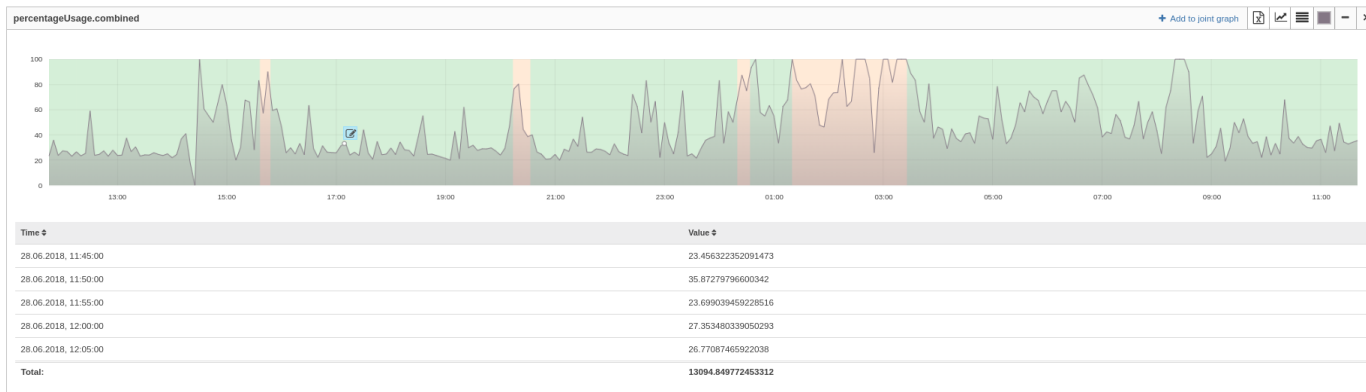 percentageUsage.combined
+ Add to joint graph
100
80
60
40
20
0
13:00 15:00 17:00 19:00 21:00 23:00 01:00 03:00 05:00 07:00 09:00 11:00
Time Value
28.06.2018, 11:45:00 23.456322352091473
28.06.2018, 11:50:00 35.87279796600342
28.06.2018, 11:55:00 23.699039459228516
28.06.2018, 12:00:00 27.353480339050293
28.06.2018, 12:05:00 26.77087465922038
Total: 13094.849772453312